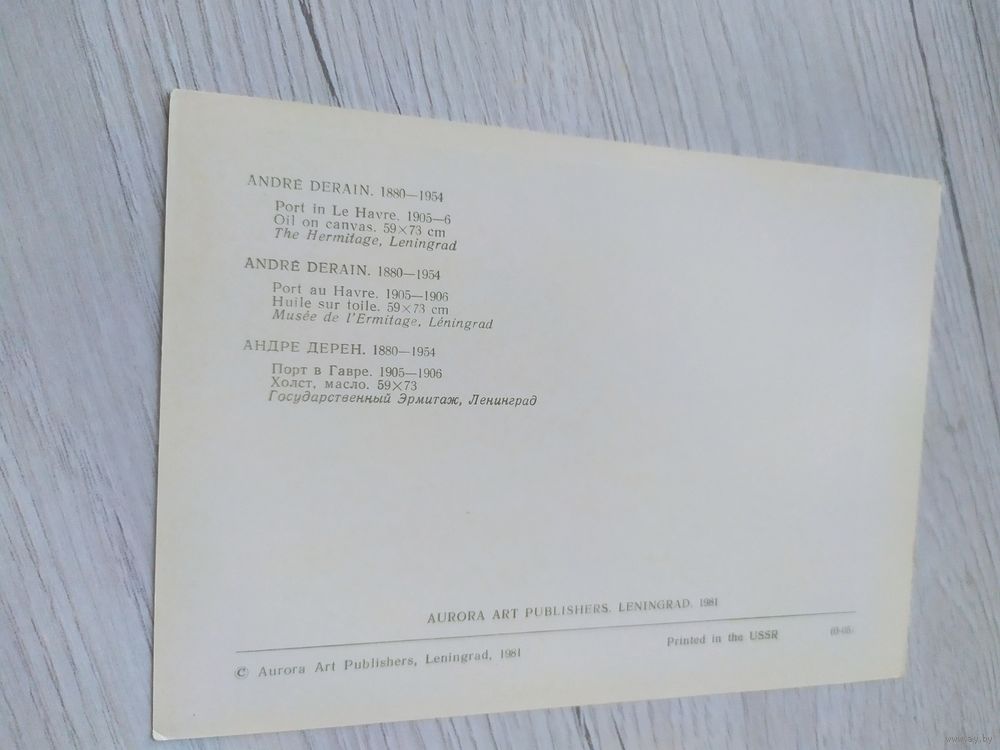 ANDRÉ DERAIN. 1880—1954
Port in Le Havre. 1905—6
Oil on canvas. 59×73 cm
The Hermitage, Leningrad
ANDRÉ DERAIN. 1880—1954
Port au Havre. 1905—1906
Huile sur toile. 59×73 cm
Musée de l'Ermitage, Léningrad
АНДРЕ ДЕРЕН. 1880—1954
Порт в Гавре. 1905—1906
Холст, масло. 59×73
Государственный Эрмитаж, Ленинград
AURORA ART PUBLISHERS. LENINGRAD. 1981
© Aurora Art Publishers, Leningrad, 1981
Printed in the USSR
www.ay.by